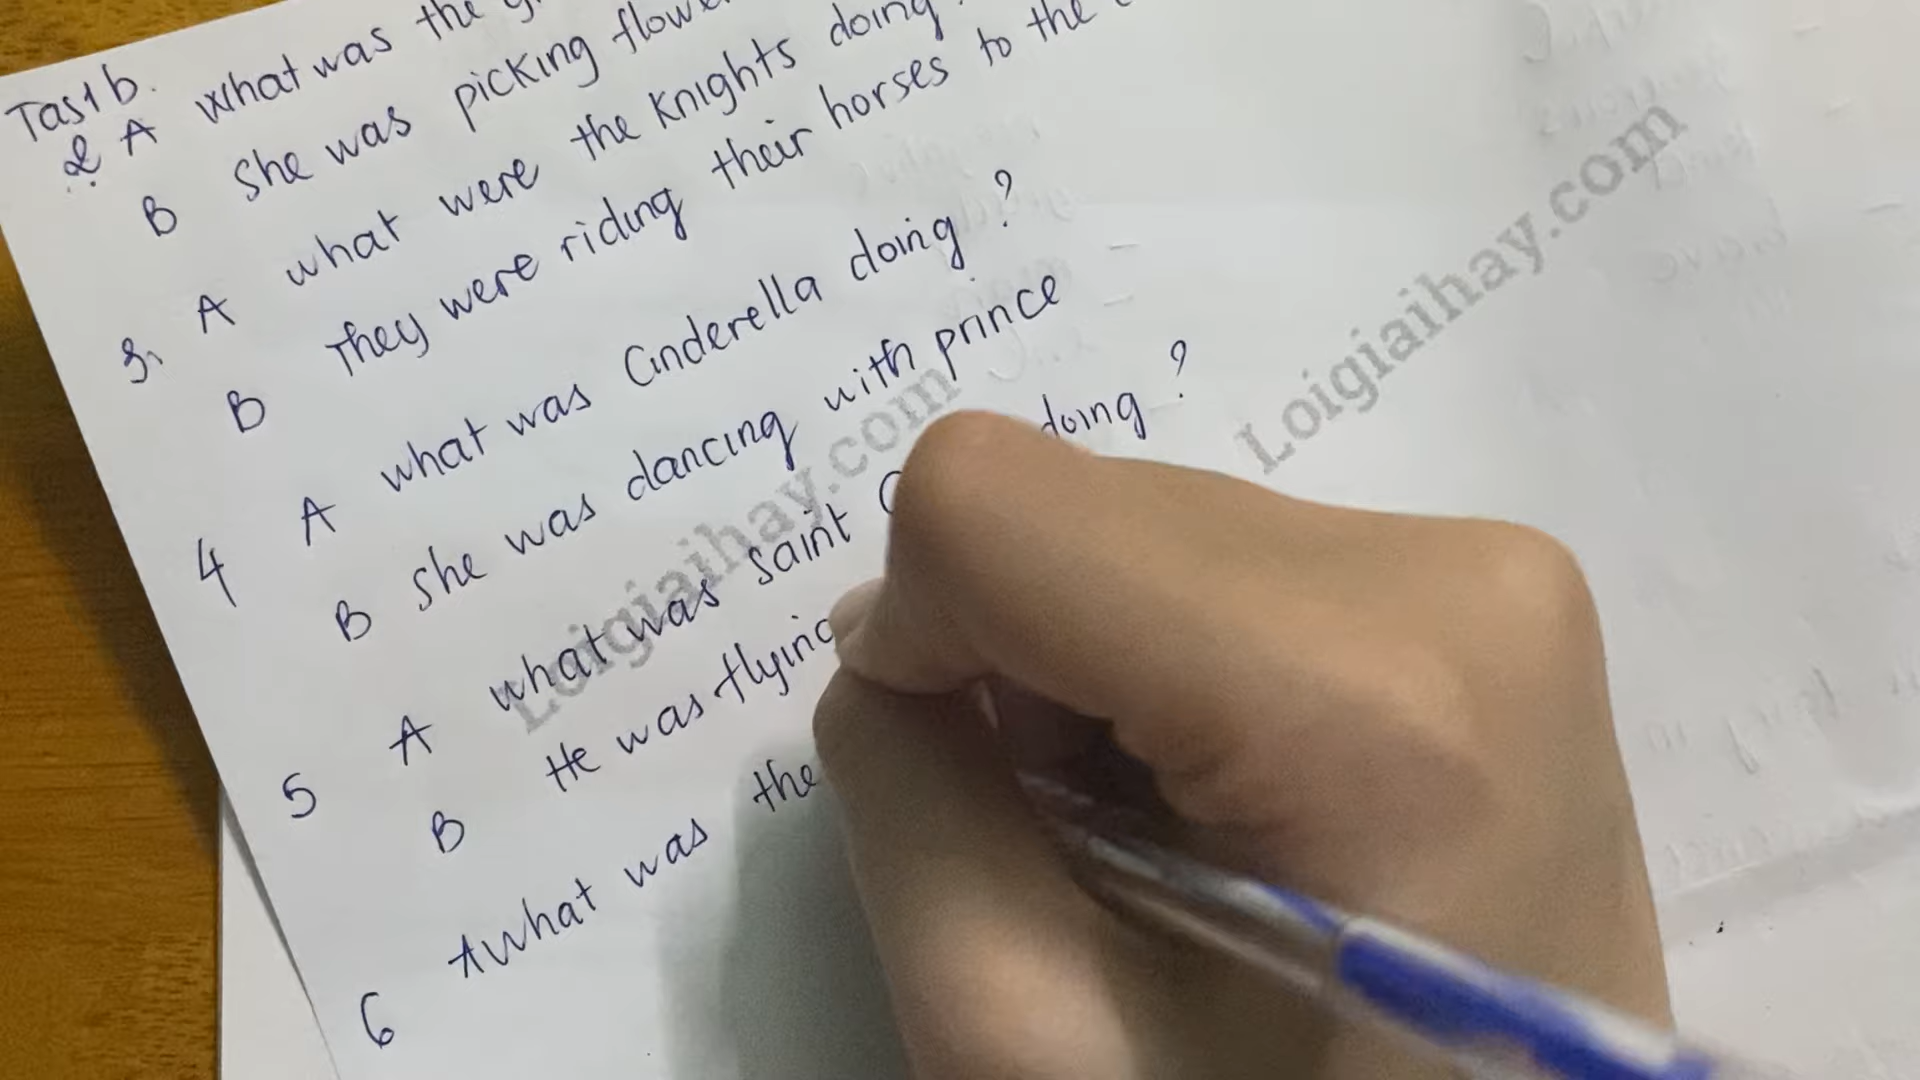 Task b.
2 A What was the
B She was picking
3. A what were the knights doing
B They were riding their horses to the
4 A what was Cinderella doing ?
B She was dancing with prince
5 A what was saint doing ?
B He was flying
6 A What was the
Loigiaihay.com
Loigiaihay.com